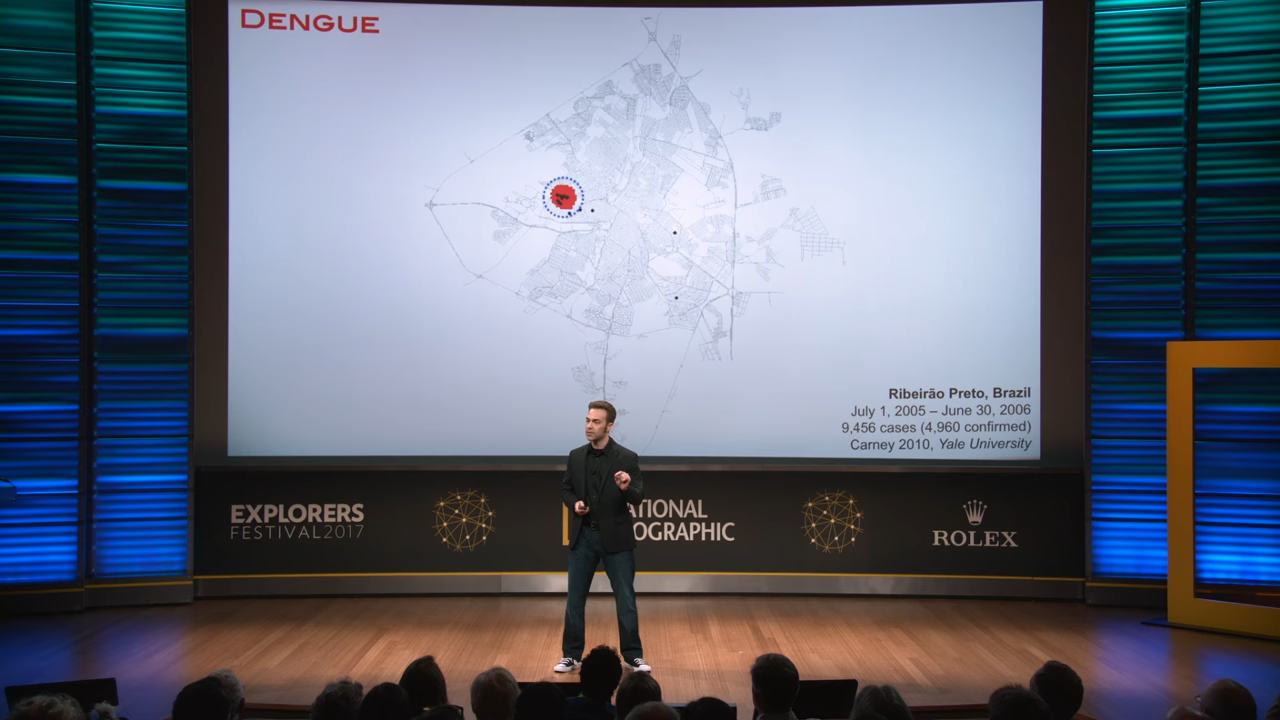 DENGUE
Ribeirão Preto, Brazil
July 1, 2005 – June 30, 2006
9,456 cases (4,960 confirmed)
Carney 2010, Yale University
EXPLORERS
FESTIVAL2017
ATIONAL
OGRAPHIC
ROLEX